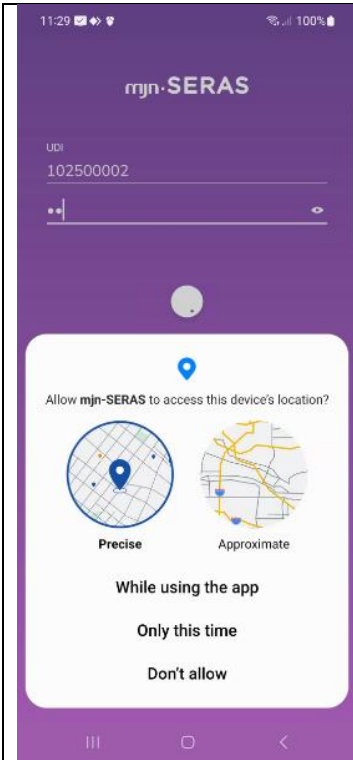 11:29
100%
mjn·SERAS
UDI
102500002
••
Allow mjn-SERAS to access this device's location?
Precise
Approximate
While using the app
Only this time
Don't allow